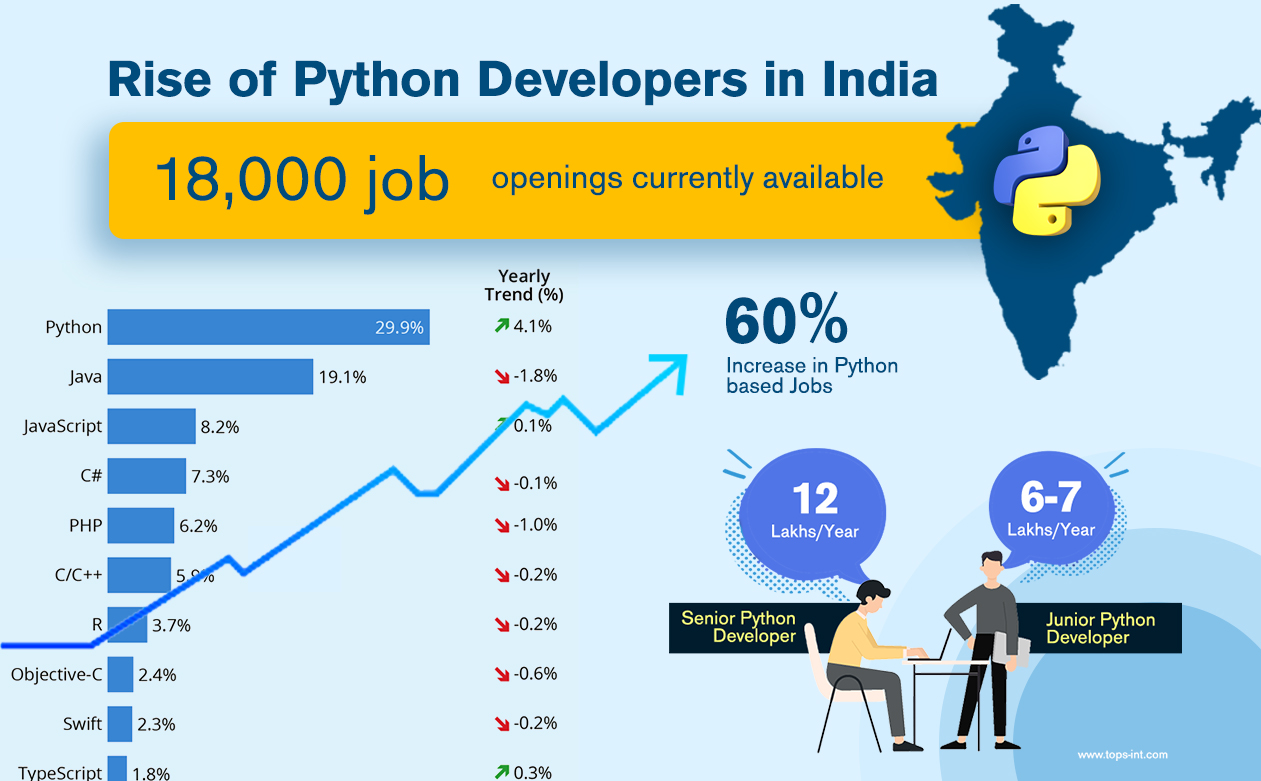 Rise of Python Developers in India
18,000 job openings currently available
Yearly
Trend (%)
Python 29.9% 4.1%
Java 19.1% -1.8%
JavaScript 8.2% 0.1%
C# 7.3% -0.1%
PHP 6.2% -1.0%
C/C++ 5.9% -0.2%
R 3.7% -0.2%
Objective-C 2.4% -0.6%
Swift 2.3% -0.2%
TypeScript 1.8% 0.3%
60%
Increase in Python
based Jobs
12
Lakhs/Year
Senior Python
Developer
6-7
Lakhs/Year
Junior Python
Developer
www.tops-int.com